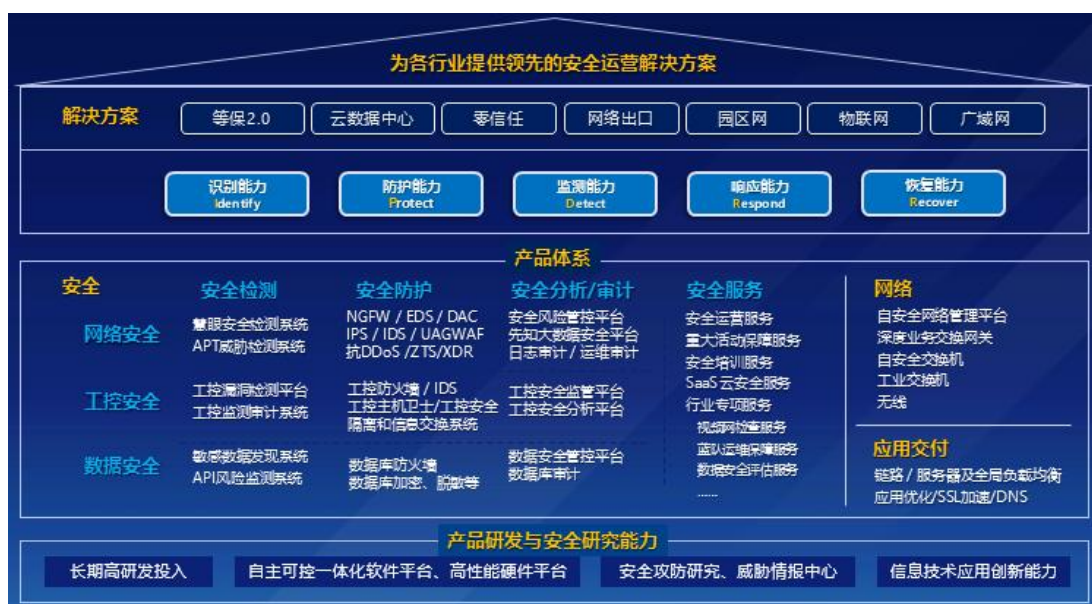 为各行业提供领先的安全运营解决方案
解决方案
等保2.0
云数据中心
零信任
网络出口
园区网
物联网
广域网
识别能力
Identify
防护能力
Protect
监测能力
Detect
响应能力
Respond
恢复能力
Recover
产品体系
安全
安全检测
安全防护
安全分析/审计
安全服务
网络安全
慧眼安全检测系统
APT威胁检测系统
NGFW / EDS / DAC
IPS / IDS / UAGWAF
抗DDoS /ZTS/XDR
安全风险管控平台
先知大数据安全平台
日志审计 / 运维审计
工控安全
工控漏洞检测平台
工控监测审计系统
工控防火墙 / IDS
工控主机卫士/工控安全
隔离和信息交换系统
工控安全监管平台
工控安全分析平台
数据安全
敏感数据发现系统
API风险监测系统
数据库防火墙
数据库加密、脱敏等
数据安全管控平台
数据库审计
安全运营服务
重大活动保障服务
安全培训服务
SaaS云安全服务
行业专项服务
视频网检查服务
蓝队运维保障服务
数据安全评估服务
......
网络
自安全网络管理平台
深度业务交换网关
自安全交换机
工业交换机
无线
应用交付
链路 / 服务器及全局负载均衡
应用优化/SSL加速/DNS
产品研发与安全研究能力
长期高研发投入
自主可控一体化软件平台、高性能硬件平台
安全攻防研究、威胁情报中心
信息技术应用创新能力